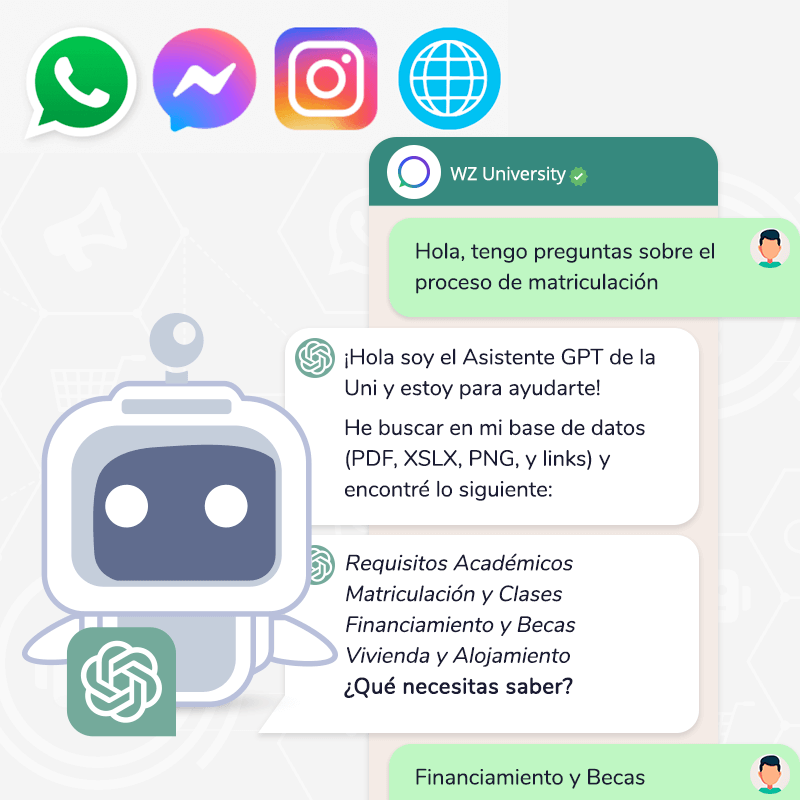 WZ University
Hola, tengo preguntas sobre el
proceso de matriculación
¡Hola soy el Asistente GPT de la
Uni y estoy para ayudarte!
He buscar en mi base de datos
(PDF, XSLX, PNG, y links) y
encontré lo siguiente:
Requisitos Académicos
Matriculación y Clases
Financiamiento y Becas
Vivienda y Alojamiento
¿Qué necesitas saber?
Financiamiento y Becas